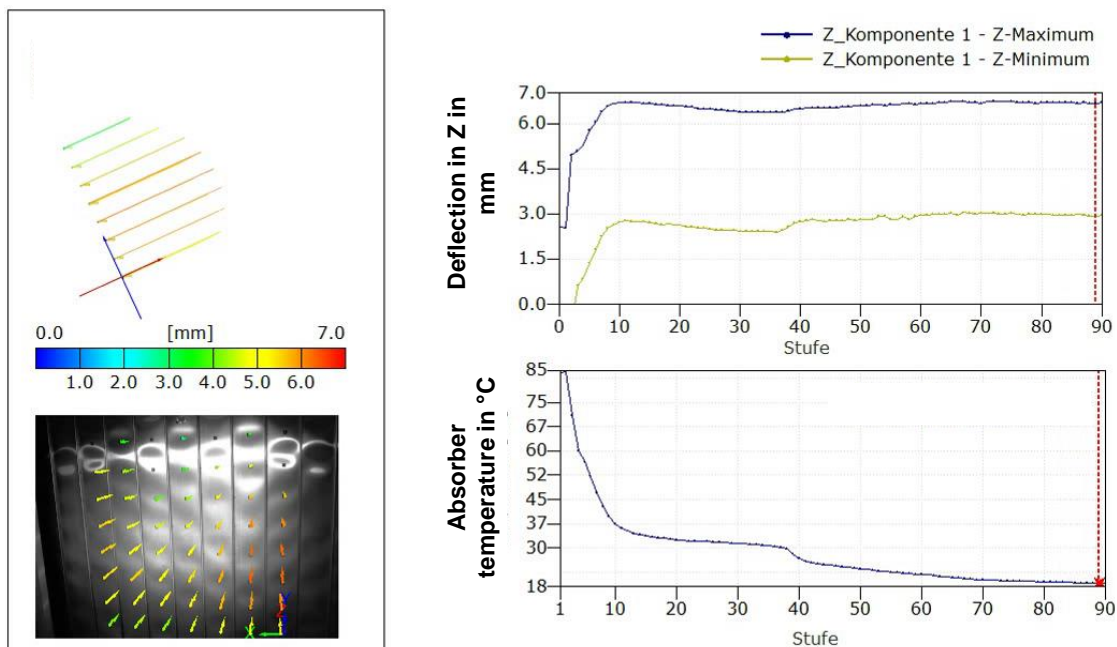 0.0 [mm] 7.0
1.0 2.0 3.0 4.0 5.0 6.0
X
Z_Komponente 1 - Z-Maximum
Z_Komponente 1 - Z-Minimum
Deflection in Z in
mm
7.0
6.0
4.5
3.0
1.5
0.0
0 10 20 30 40 50 60 70 80 90
Stufe
Absorber
temperature in °C
85
75
67
60
52
45
37
30
18
1 10 20 30 40 50 60 70 80 90
Stufe